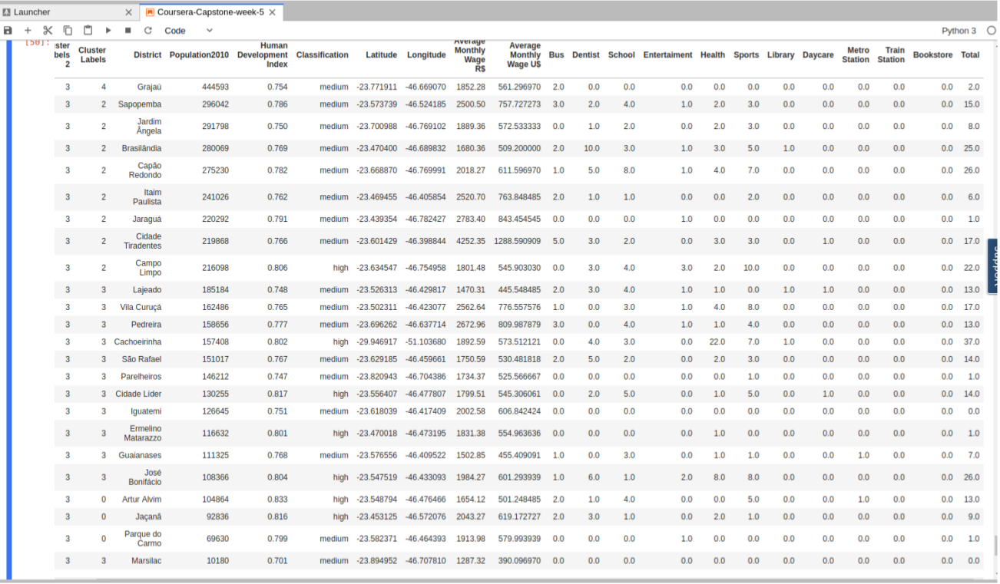 Launcher
Coursera-Capstone-week-5
Code
Python 3
[50]:
Cluster Labels District Population2010 Human Development Index Classification Latitude Longitude Average Monthly Wage R$ Average Monthly Wage U$ Bus Dentist School Entertaiment Health Sports Library Daycare Metro Station Train Station Bookstore Total
3 4 Grajaú 444593 0.754 medium -23.771911 -46.669070 1852.28 561.296970 2.0 0.0 0.0 0.0 0.0 0.0 0.0 0.0 0.0 0.0 0.0 2.0
3 2 Sapopemba 296042 0.786 medium -23.573739 -46.524185 2500.50 757.727273 3.0 2.0 4.0 1.0 2.0 3.0 0.0 0.0 0.0 0.0 0.0 15.0
3 2 Jardim Ângela 291798 0.750 medium -23.700988 -46.769102 1889.36 572.533333 0.0 1.0 2.0 0.0 2.0 3.0 0.0 0.0 0.0 0.0 0.0 8.0
3 2 Brasilândia 280069 0.769 medium -23.470400 -46.689832 1680.36 509.200000 2.0 10.0 3.0 1.0 3.0 5.0 1.0 0.0 0.0 0.0 0.0 25.0
3 2 Capão Redondo 275230 0.782 medium -23.668870 -46.769991 2018.27 611.596970 1.0 5.0 8.0 1.0 4.0 7.0 0.0 0.0 0.0 0.0 0.0 26.0
3 2 Itaim Paulista 241026 0.762 medium -23.469455 -46.405854 2520.70 763.848485 2.0 1.0 1.0 0.0 0.0 2.0 0.0 0.0 0.0 0.0 0.0 6.0
3 2 Jaraguá 220292 0.791 medium -23.439354 -46.782427 2783.40 843.454545 0.0 0.0 0.0 1.0 0.0 0.0 0.0 0.0 0.0 0.0 0.0 1.0
3 2 Cidade Tiradentes 219868 0.766 medium -23.601429 -46.398844 4252.35 1288.590909 5.0 3.0 2.0 0.0 3.0 3.0 0.0 1.0 0.0 0.0 0.0 17.0
3 2 Campo Limpo 216098 0.806 high -23.634547 -46.754958 1801.48 545.903030 0.0 3.0 4.0 3.0 2.0 10.0 0.0 0.0 0.0 0.0 0.0 22.0
3 3 Lajeado 185184 0.748 medium -23.526313 -46.429817 1470.31 445.548485 2.0 3.0 4.0 1.0 1.0 0.0 1.0 1.0 0.0 0.0 0.0 13.0
3 3 Vila Curuçá 162486 0.765 medium -23.502311 -46.423077 2562.64 776.557576 1.0 0.0 3.0 1.0 4.0 8.0 0.0 0.0 0.0 0.0 0.0 17.0
3 3 Pedreira 158656 0.777 medium -23.696262 -46.637714 2672.96 809.987879 3.0 0.0 4.0 1.0 1.0 4.0 0.0 0.0 0.0 0.0 0.0 13.0
3 3 Cachoeirinha 157408 0.802 high -29.946917 -51.103680 1892.59 573.512121 0.0 4.0 3.0 0.0 22.0 7.0 1.0 0.0 0.0 0.0 0.0 37.0
3 3 São Rafael 151017 0.767 medium -23.629185 -46.459661 1750.59 530.481818 2.0 5.0 2.0 0.0 2.0 3.0 0.0 0.0 0.0 0.0 0.0 14.0
3 3 Parelheiros 146212 0.747 medium -23.820943 -46.704386 1734.37 525.566667 0.0 0.0 0.0 0.0 0.0 1.0 0.0 0.0 0.0 0.0 0.0 1.0
3 3 Cidade Líder 130255 0.817 high -23.556407 -46.477807 1799.51 545.306061 0.0 2.0 5.0 0.0 1.0 5.0 0.0 1.0 0.0 0.0 0.0 14.0
3 3 Iguatemi 126645 0.751 medium -23.618039 -46.417409 2002.58 606.842424 0.0 0.0 0.0 0.0 0.0 0.0 0.0 0.0 0.0 0.0 0.0 0.0
3 3 Ermelino Matarazzo 116632 0.801 high -23.470018 -46.473195 1831.38 554.963636 0.0 0.0 0.0 0.0 1.0 0.0 0.0 0.0 0.0 0.0 0.0 1.0
3 3 Guaianases 111325 0.768 medium -23.576556 -46.409522 1502.85 455.409091 1.0 0.0 3.0 0.0 1.0 1.0 0.0 0.0 1.0 0.0 0.0 7.0
3 3 José Bonifácio 108366 0.804 high -23.547519 -46.433093 1984.27 601.293939 1.0 6.0 1.0 2.0 8.0 8.0 0.0 0.0 0.0 0.0 0.0 26.0
3 0 Artur Alvim 104864 0.833 high -23.548794 -46.476466 1654.12 501.248485 2.0 1.0 4.0 0.0 0.0 5.0 0.0 0.0 1.0 0.0 0.0 13.0
3 0 Jaçanã 92836 0.816 high -23.453125 -46.572076 2043.27 619.172727 2.0 3.0 1.0 0.0 2.0 1.0 0.0 0.0 0.0 0.0 0.0 9.0
3 0 Parque do Carmo 69630 0.799 medium -23.582371 -46.464393 1913.98 579.993939 0.0 0.0 0.0 1.0 0.0 0.0 0.0 0.0 0.0 0.0 0.0 1.0
3 3 Marsilac 10180 0.701 medium -23.894952 -46.707810 1287.32 390.096970 0.0 0.0 0.0 0.0 0.0 0.0 0.0 0.0 0.0 0.0 0.0 0.0